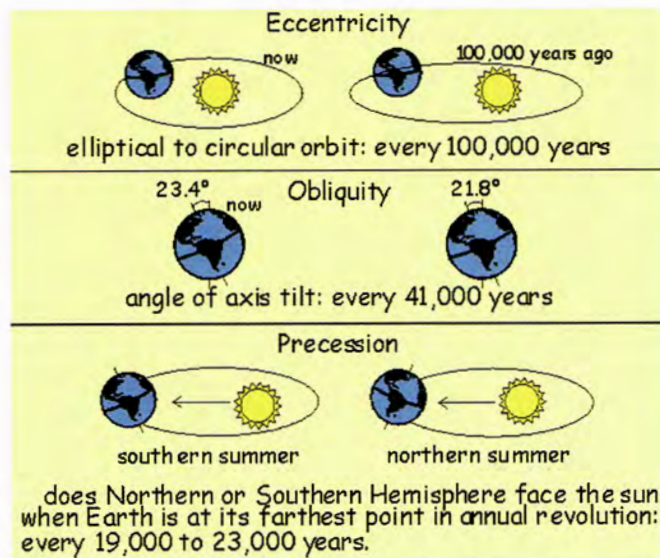 Eccentricity
now
100,000 years ago
elliptical to circular orbit: every 100,000 years
23.4° Obliquity 21.8°
now
angle of axis tilt: every 41,000 years
Precession
southern summer
northern summer
does Northern or Southern Hemisphere face the sun
when Earth is at its farthest point in annual revolution:
every 19,000 to 23,000 years.